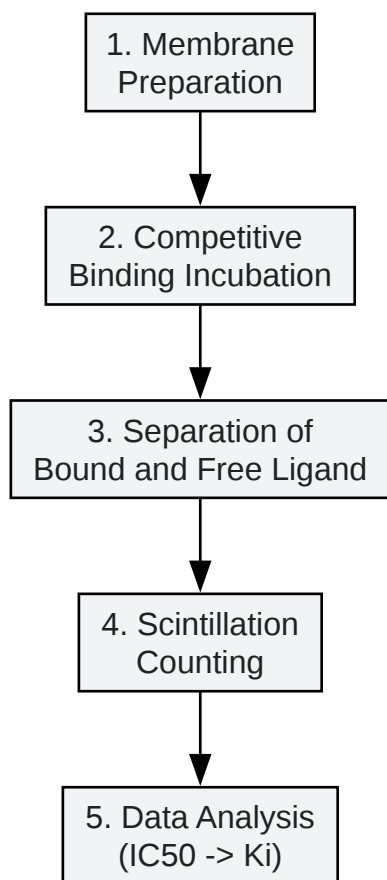 1. Membrane
Preparation
2. Competitive
Binding Incubation
3. Separation of
Bound and Free Ligand
4. Scintillation
Counting
5. Data Analysis
(IC50 -> Ki)